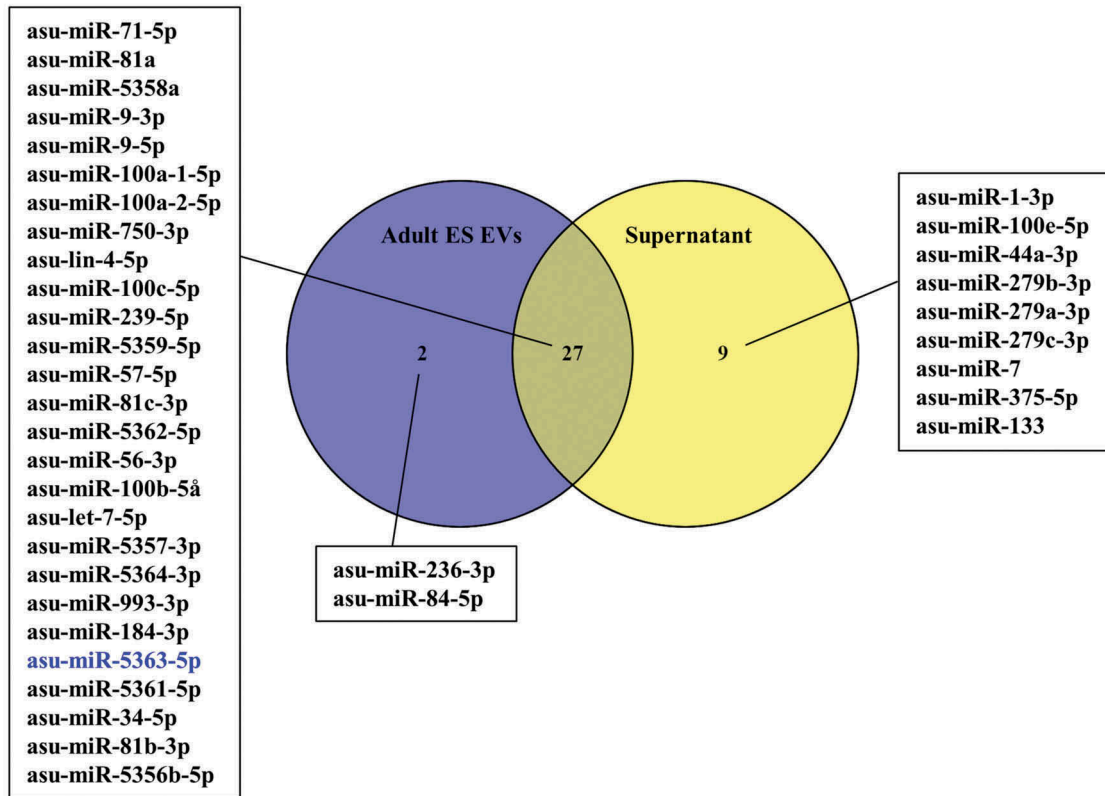 asu-miR-71-5p
asu-miR-81a
asu-miR-5358a
asu-miR-9-3p
asu-miR-9-5p
asu-miR-100a-1-5p
asu-miR-100a-2-5p
asu-miR-750-3p
asu-lin-4-5p
asu-miR-100c-5p
asu-miR-239-5p
asu-miR-5359-5p
asu-miR-57-5p
asu-miR-81c-3p
asu-miR-5362-5p
asu-miR-56-3p
asu-miR-100b-5å
asu-let-7-5p
asu-miR-5357-3p
asu-miR-5364-3p
asu-miR-993-3p
asu-miR-184-3p
asu-miR-5363-5p
asu-miR-5361-5p
asu-miR-34-5p
asu-miR-81b-3p
asu-miR-5356b-5p
Adult ES EVs
Supernatant
2
27
9
asu-miR-236-3p
asu-miR-84-5p
asu-miR-1-3p
asu-miR-100e-5p
asu-miR-44a-3p
asu-miR-279b-3p
asu-miR-279a-3p
asu-miR-279c-3p
asu-miR-7
asu-miR-375-5p
asu-miR-133